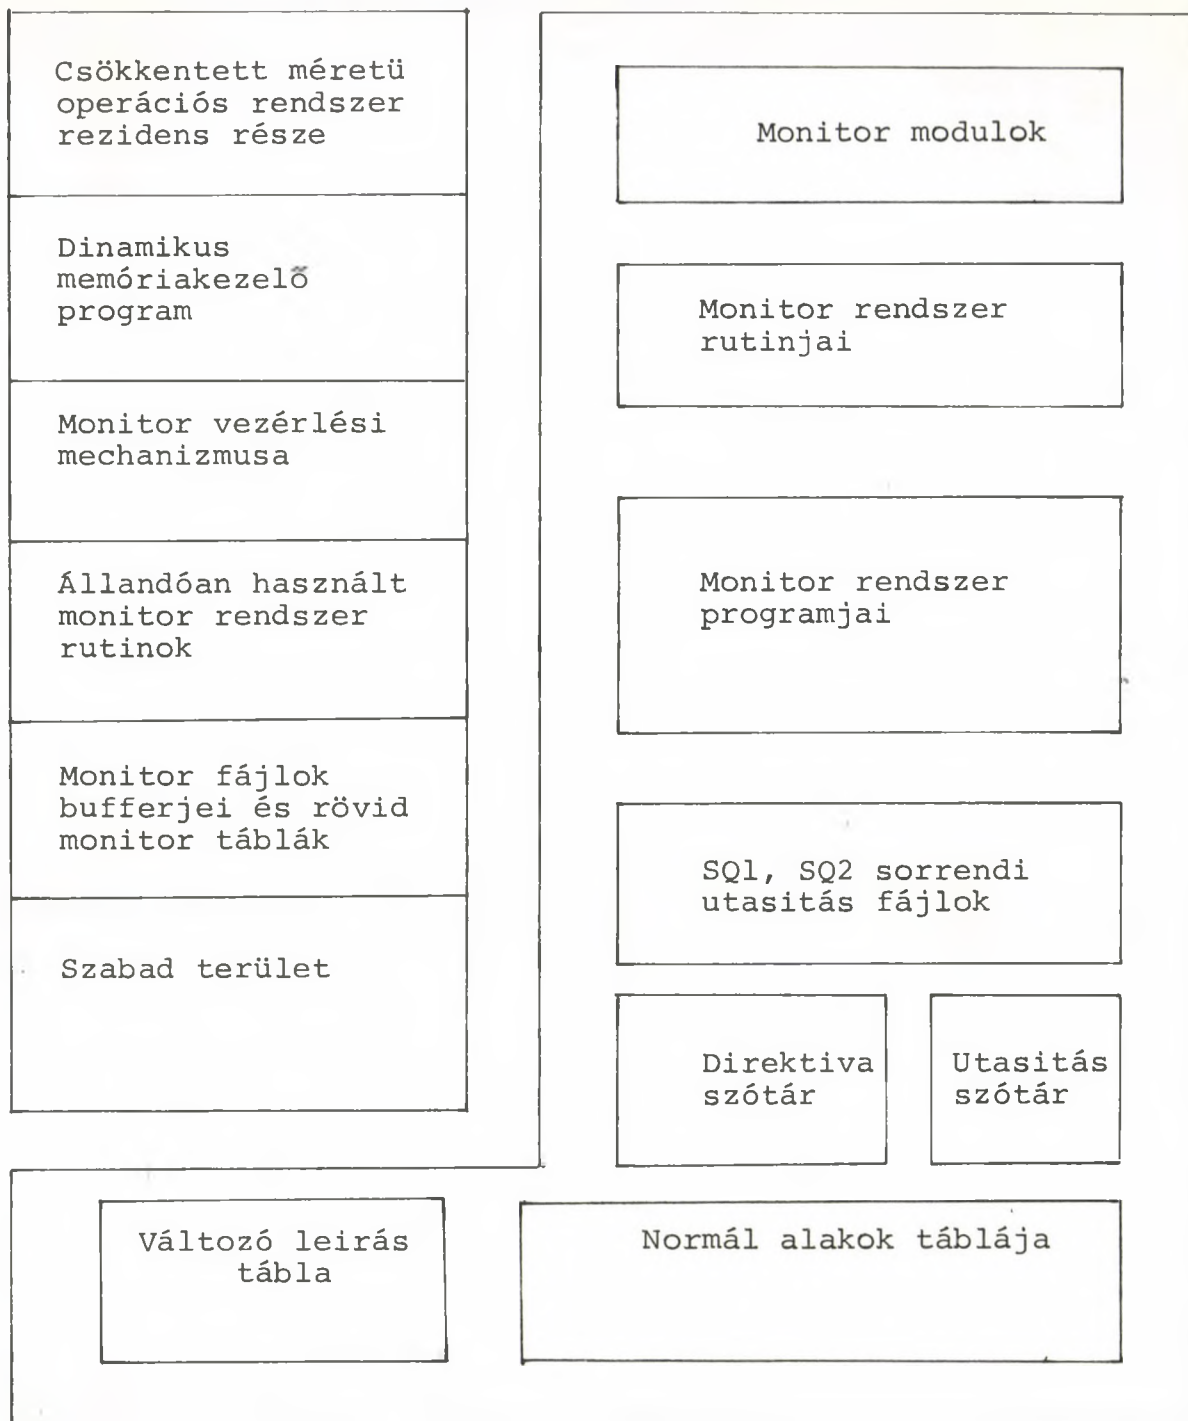 Csökkentett méretü
operációs rendszer
rezidens része
Dinamikus
memóriakezelő
program
Monitor vezérlési
mechanizmusa
Állandóan használt
monitor rendszer
rutinok
Monitor fájlok
bufferjei és rövid
monitor táblák
Szabad terület
Monitor modulok
Monitor rendszer
rutinjai
Monitor rendszer
programjai
SQ1, SQ2 sorrendi
utasitás fájlok
Direktiva
szótár
Utasitás
szótár
Változó leirás
tábla
Normál alakok táblája